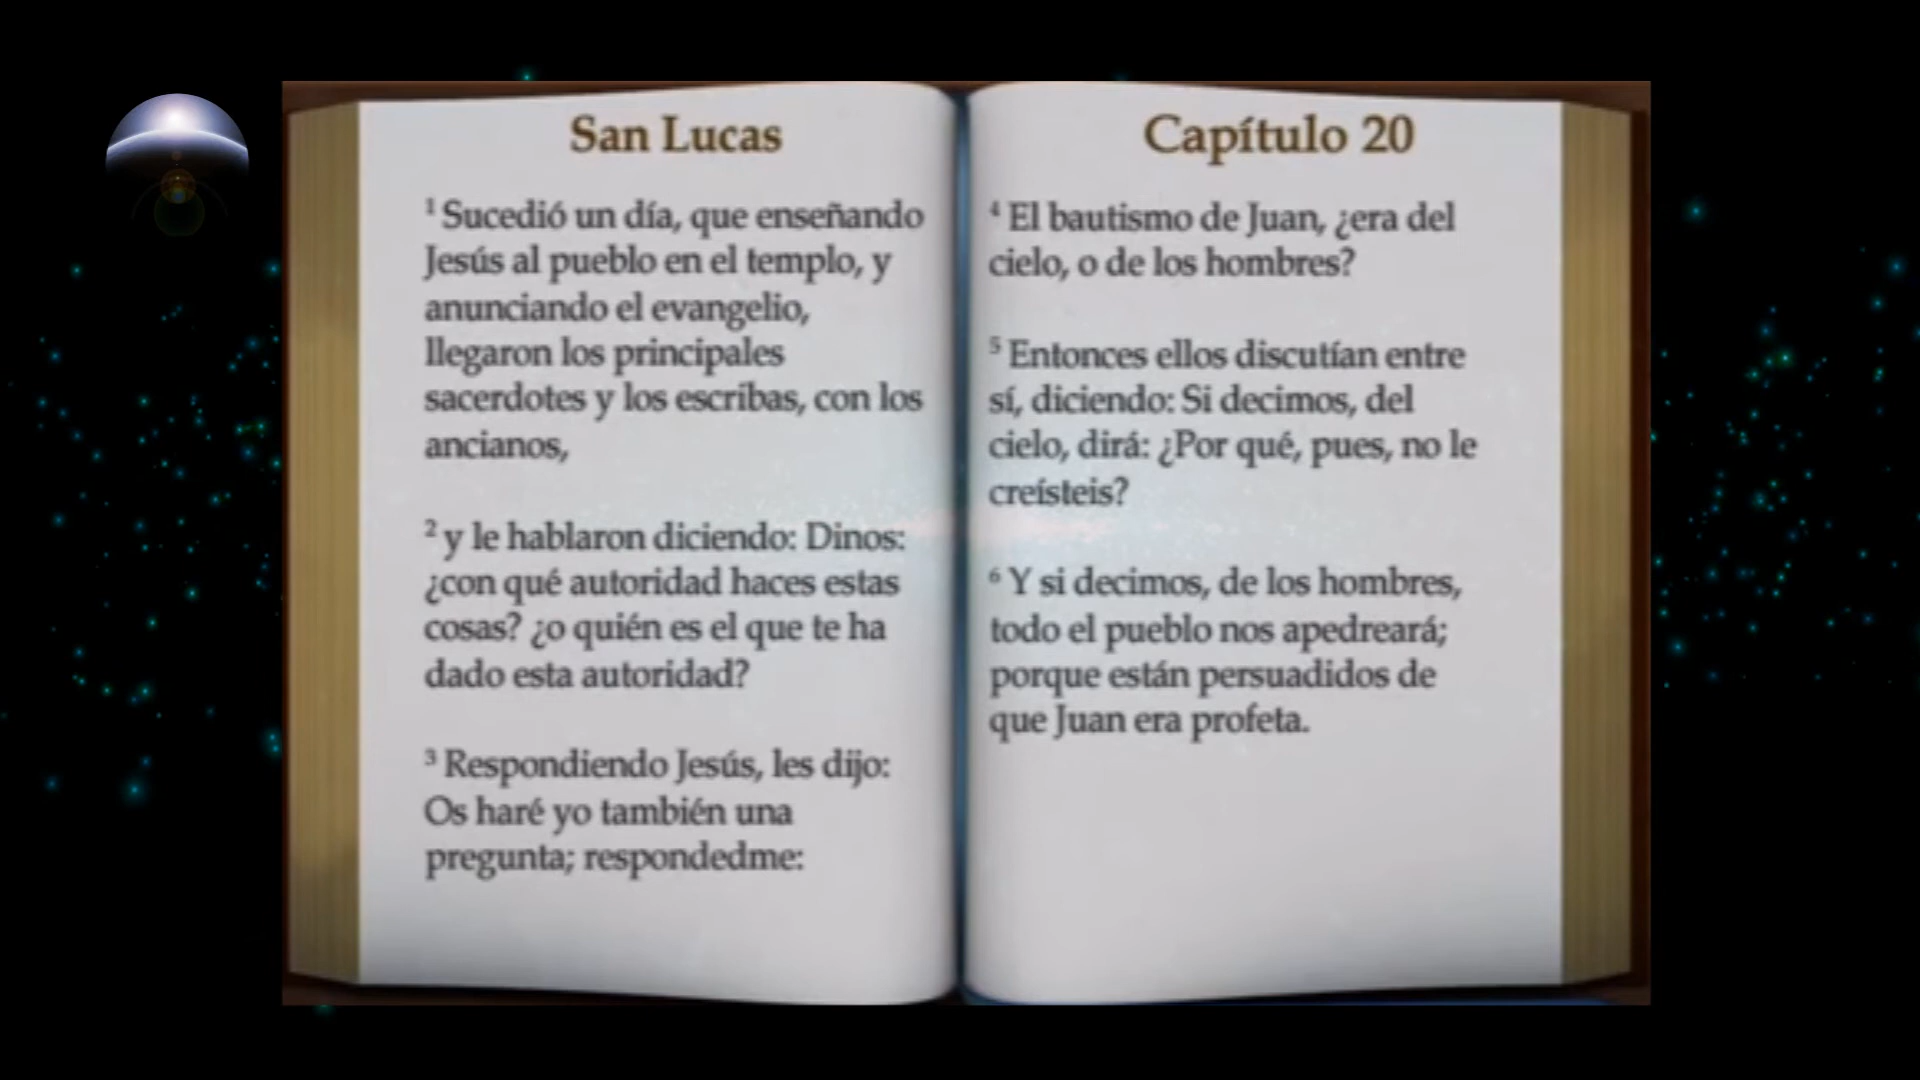 San Lucas
¹ Sucedió un día, que enseñando
Jesús al pueblo en el templo, y
anunciando el evangelio,
llegaron los principales
sacerdotes y los escribas, con los
ancianos,
² y le hablaron diciendo: Dinos:
¿con qué autoridad haces estas
cosas? ¿o quién es el que te ha
dado esta autoridad?
³ Respondiendo Jesús, les dijo:
Os haré yo también una
pregunta; respondedme:
Capítulo 20
⁴ El bautismo de Juan, ¿era del
cielo, o de los hombres?
⁵ Entonces ellos discutían entre
sí, diciendo: Si decimos, del
cielo, dirá: ¿Por qué, pues, no le
creísteis?
⁶ Y si decimos, de los hombres,
todo el pueblo nos apedreará;
porque están persuadidos de
que Juan era profeta.